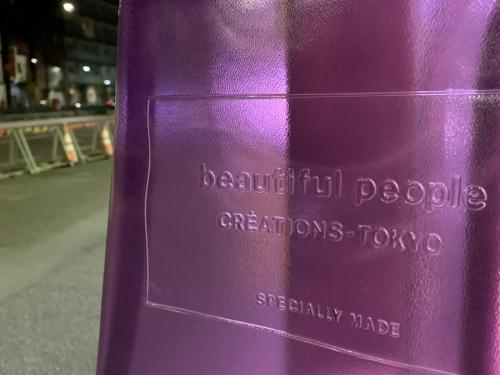 beautiful people
CRÉATIONS-TOKYO
SPECIALLY MADE